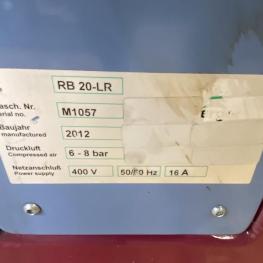 RB 20-LR
asch. Nr. M1057
serial no.
Baujahr 2012
manufactured
Druckluft 6 - 8 bar
Compressed air
Netzanschluß 400 V 50/60 Hz 16 A
Power supply